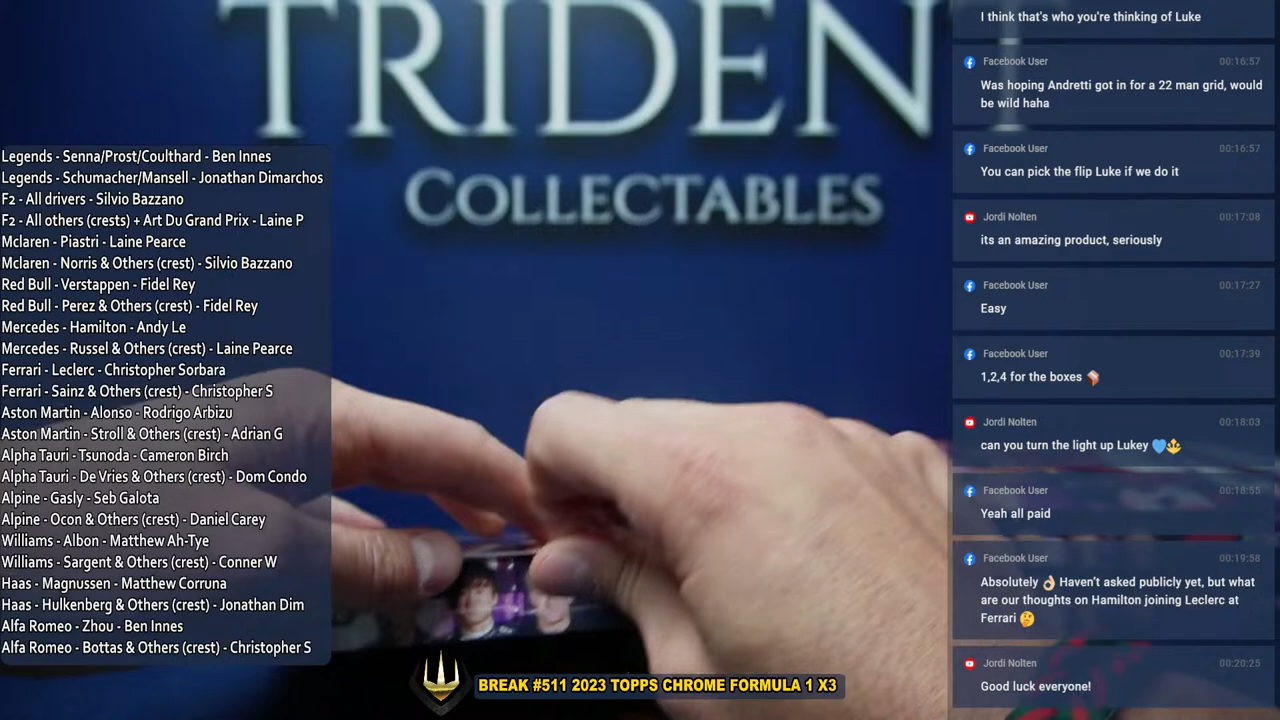 TRIDEN
COLLECTABLES
Legends - Senna/Prost/Coulthard - Ben Innes
Legends - Schumacher/Mansell - Jonathan Dimarchos
F2 - All drivers - Silvio Bazzano
F2 - All others (crests) + Art Du Grand Prix - Laine P
Mclaren - Piastri - Laine Pearce
Mclaren - Norris & Others (crest) - Silvio Bazzano
Red Bull - Verstappen - Fidel Rey
Red Bull - Perez & Others (crest) - Fidel Rey
Mercedes - Hamilton - Andy Le
Mercedes - Russel & Others (crest) - Laine Pearce
Ferrari - Leclerc - Christopher Sorbara
Ferrari - Sainz & Others (crest) - Christopher S
Aston Martin - Alonso - Rodrigo Arbizu
Aston Martin - Stroll & Others (crest) - Adrian G
Alpha Tauri - Tsunoda - Cameron Birch
Alpha Tauri - De Vries & Others (crest) - Dom Condo
Alpine - Gasly - Seb Galota
Alpine - Ocon & Others (crest) - Daniel Carey
Williams - Albon - Matthew Ah-Tye
Williams - Sargent & Others (crest) - Conner W
Haas - Magnussen - Matthew Corruna
Haas - Hulkenberg & Others (crest) - Jonathan Dim
Alfa Romeo - Zhou - Ben Innes
Alfa Romeo - Bottas & Others (crest) - Christopher S
BREAK #511 2023 TOPPS CHROME FORMULA 1 X3
I think that's who you're thinking of Luke
Facebook User 00:16:57
Was hoping Andretti got in for a 22 man grid, would
be wild haha
Facebook User 00:16:57
You can pick the flip Luke if we do it
Jordi Nolten 00:17:08
its an amazing product, seriously
Facebook User 00:17:27
Easy
Facebook User 00:17:39
1,2,4 for the boxes 📦
Jordi Nolten 00:18:03
can you turn the light up Lukey 💙🔱
Facebook User 00:18:55
Yeah all paid
Facebook User 00:19:58
Absolutely 👌🏻 Haven't asked publicly yet, but what
are our thoughts on Hamilton joining Leclerc at
Ferrari 🤔
Jordi Nolten 00:20:25
Good luck everyone!